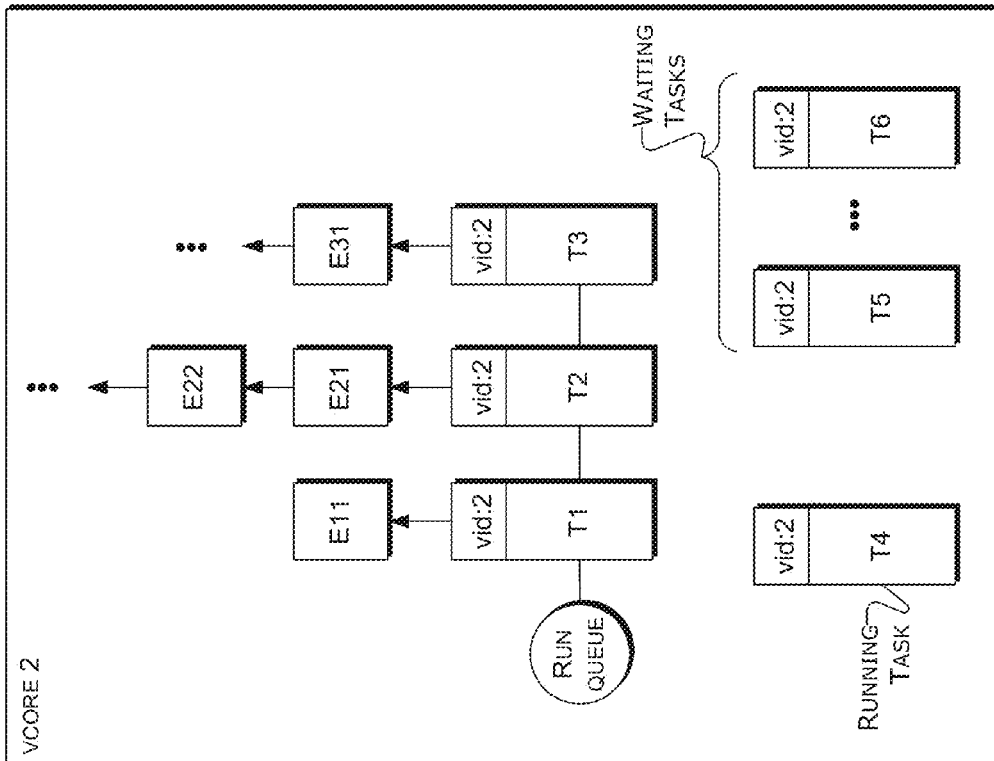 VCORE 2
...
E22
...
E11
E21
E31
vid:2
vid:2
vid:2
RUN
QUEUE
T1
T2
T3
WAITING
TASKS
vid:2
vid:2
vid:2
T4
T5
...
T6
RUNNING
TASK